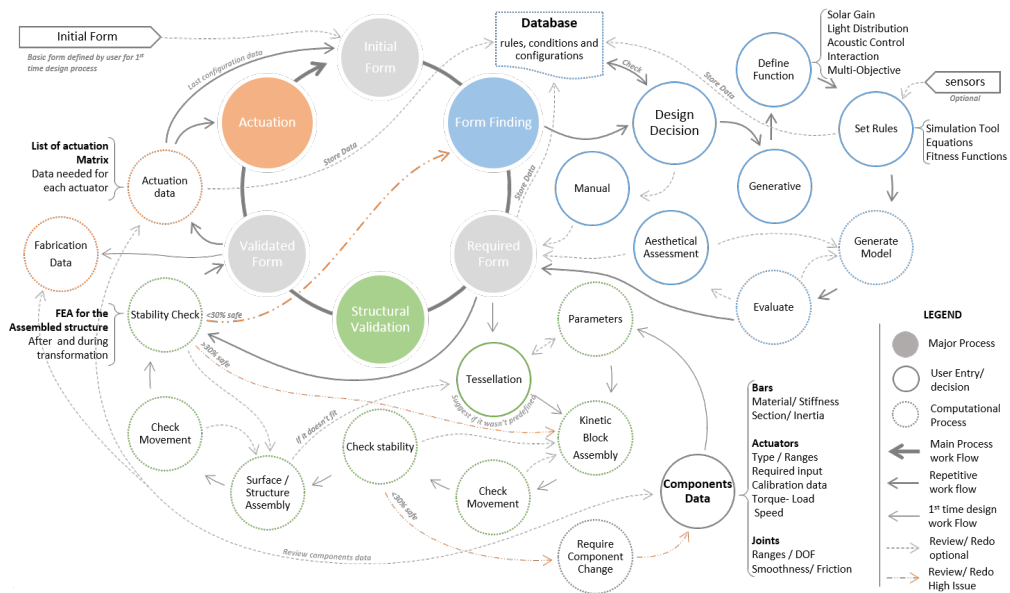 Initial Form
Basic form defined by user for 1st
time design process
Last configuration data
Initial
Form
Database
rules, conditions and
configurations
Check
Store Data
Define
Function
Solar Gain
Light Distribution
Acoustic Control
Interaction
Multi-Objective
sensors
Optional
Actuation
Form Finding
Design
Decision
Set Rules
Simulation Tool
Equations
Fitness Functions
List of actuation
Matrix
Data needed for
each actuator
Actuation
data
Store Data
Store Data
Manual
Generative
Fabrication
Data
Validated
Form
Required
Form
Aesthetical
Assessment
Generate
Model
Evaluate
FEA for the
Assembled structure
After and during
transformation
Stability Check
<30% safe
>30% safe
Structural
Validation
Parameters
Tessellation
Suggest if it wasn't predefined
If it doesn't fit
Check
Movement
Check stability
Kinetic
Block
Assembly
Surface /
Structure
Assembly
Check
Movement
<30% safe
Components
Data
Require
Component
Change
Review components data
Bars
Material/ Stiffness
Section/ Inertia
Actuators
Type / Ranges
Required input
Calibration data
Torque- Load
Speed
Joints
Ranges / DOF
Smoothness/ Friction
LEGEND
Major Process
User Entry/
decision
Computational
Process
Main Process
work Flow
Repetitive
work flow
1st time design
work Flow
Review/ Redo
optional
Review/ Redo
High Issue